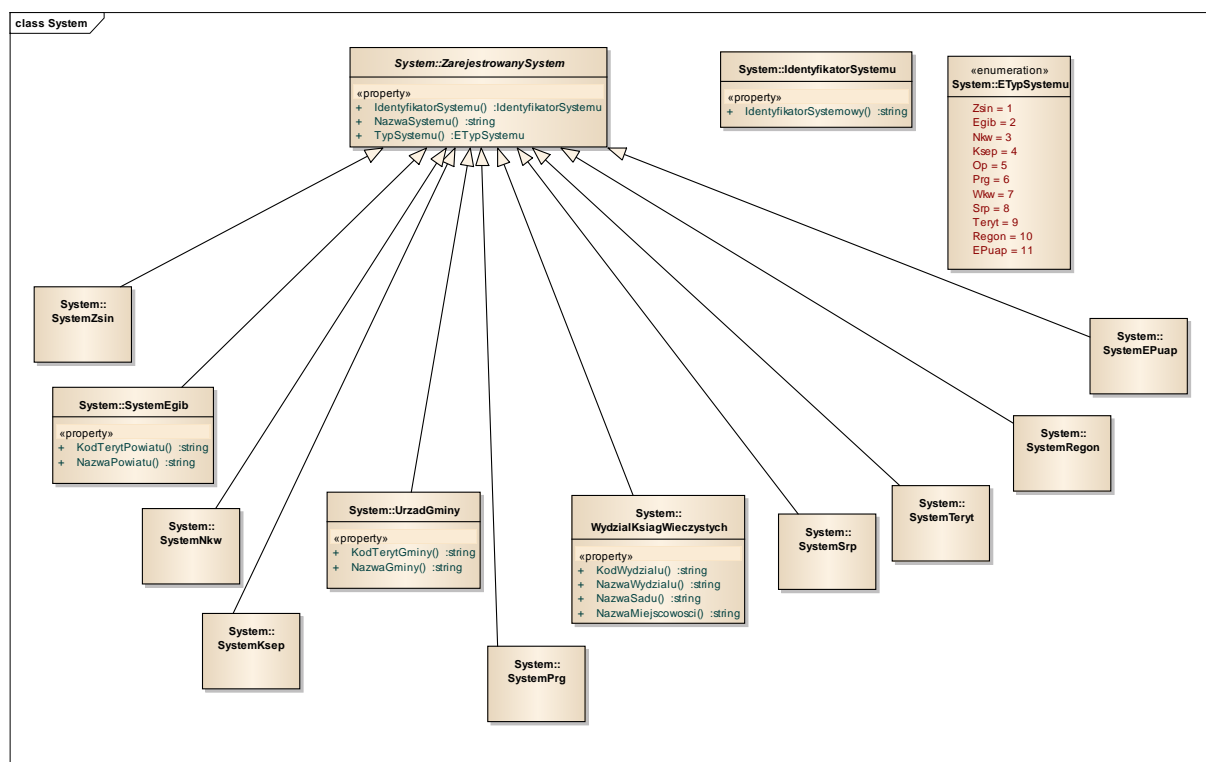 class System
System::ZarejestrowanySystem
«property»
+ IdentyfikatorSystemu() :IdentyfikatorSystemu
+ NazwaSystemu() :string
+ TypSystemu() :ETypSystemu
System::IdentyfikatorSystemu
«property»
+ IdentyfikatorSystemowy() :string
«enumeration»
System::ETypSystemu
Zsin = 1
Egib = 2
Nkw = 3
Ksep = 4
Op = 5
Prg = 6
Wkw = 7
Srp = 8
Teryt = 9
Regon = 10
EPuap = 11
System::
SystemZsin
System::
SystemEPuap
System::SystemEgib
«property»
+ KodTerytPowiatu() :string
+ NazwaPowiatu() :string
System::
SystemRegon
System::
SystemNkw
System::UrzadGminy
«property»
+ KodTerytGminy() :string
+ NazwaGminy() :string
System::
WydzialKsiagWieczystych
«property»
+ KodWydzialu() :string
+ NazwaWydzialu() :string
+ NazwaSadu() :string
+ NazwaMiejscowosci() :string
System::
SystemSrp
System::
SystemTeryt
System::
SystemKsep
System::
SystemPrg